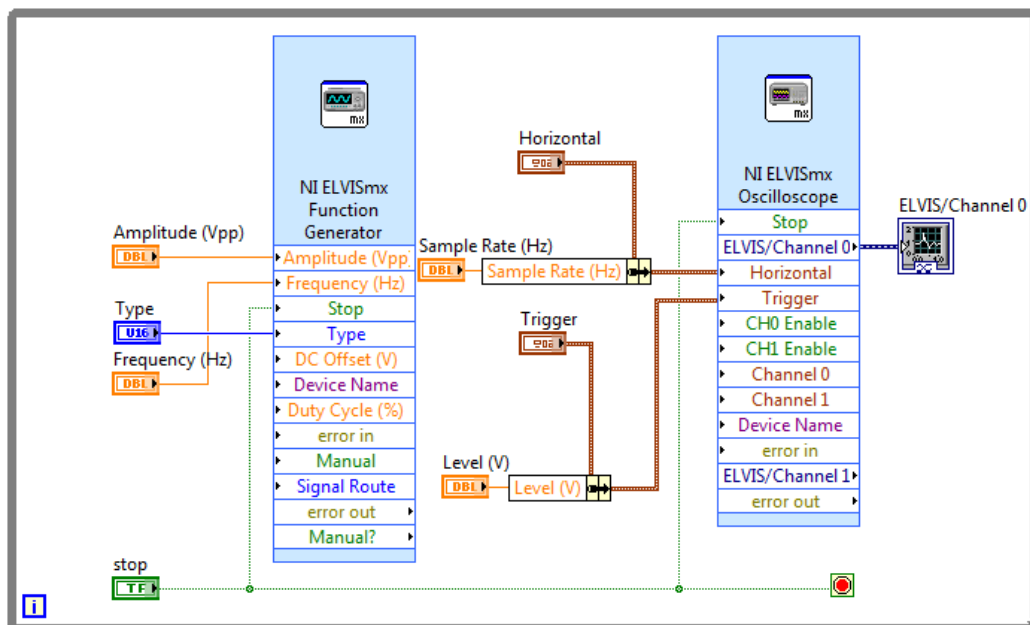 mx
NI ELVISmx
Function
Generator
Amplitude (Vpp)
DBL
Amplitude (Vpp
Frequency (Hz)
Type
U16
Stop
Type
Frequency (Hz)
DBL
DC Offset (V)
Device Name
Duty Cycle (%)
error in
Manual
Signal Route
error out
Manual?
stop
TF
i
Horizontal
Sample Rate (Hz)
DBL
Sample Rate (Hz)
Trigger
Level (V)
DBL
Level (V)
mx
NI ELVISmx
Oscilloscope
Stop
ELVIS/Channel 0
Horizontal
Trigger
CH0 Enable
CH1 Enable
Channel 0
Channel 1
Device Name
error in
ELVIS/Channel 1
error out
ELVIS/Channel 0